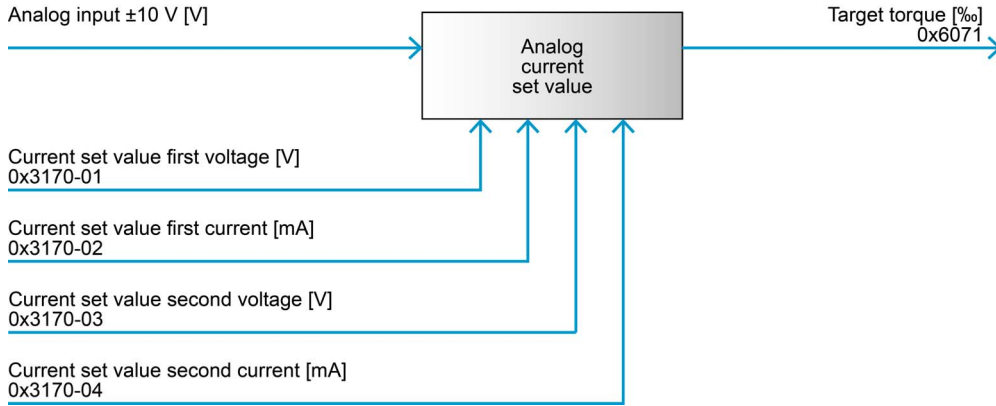 Analog input ±10 V [V]
Target torque [‰]
0x6071
Analog
current
set value
Current set value first voltage [V]
0x3170-01
Current set value first current [mA]
0x3170-02
Current set value second voltage [V]
0x3170-03
Current set value second current [mA]
0x3170-04